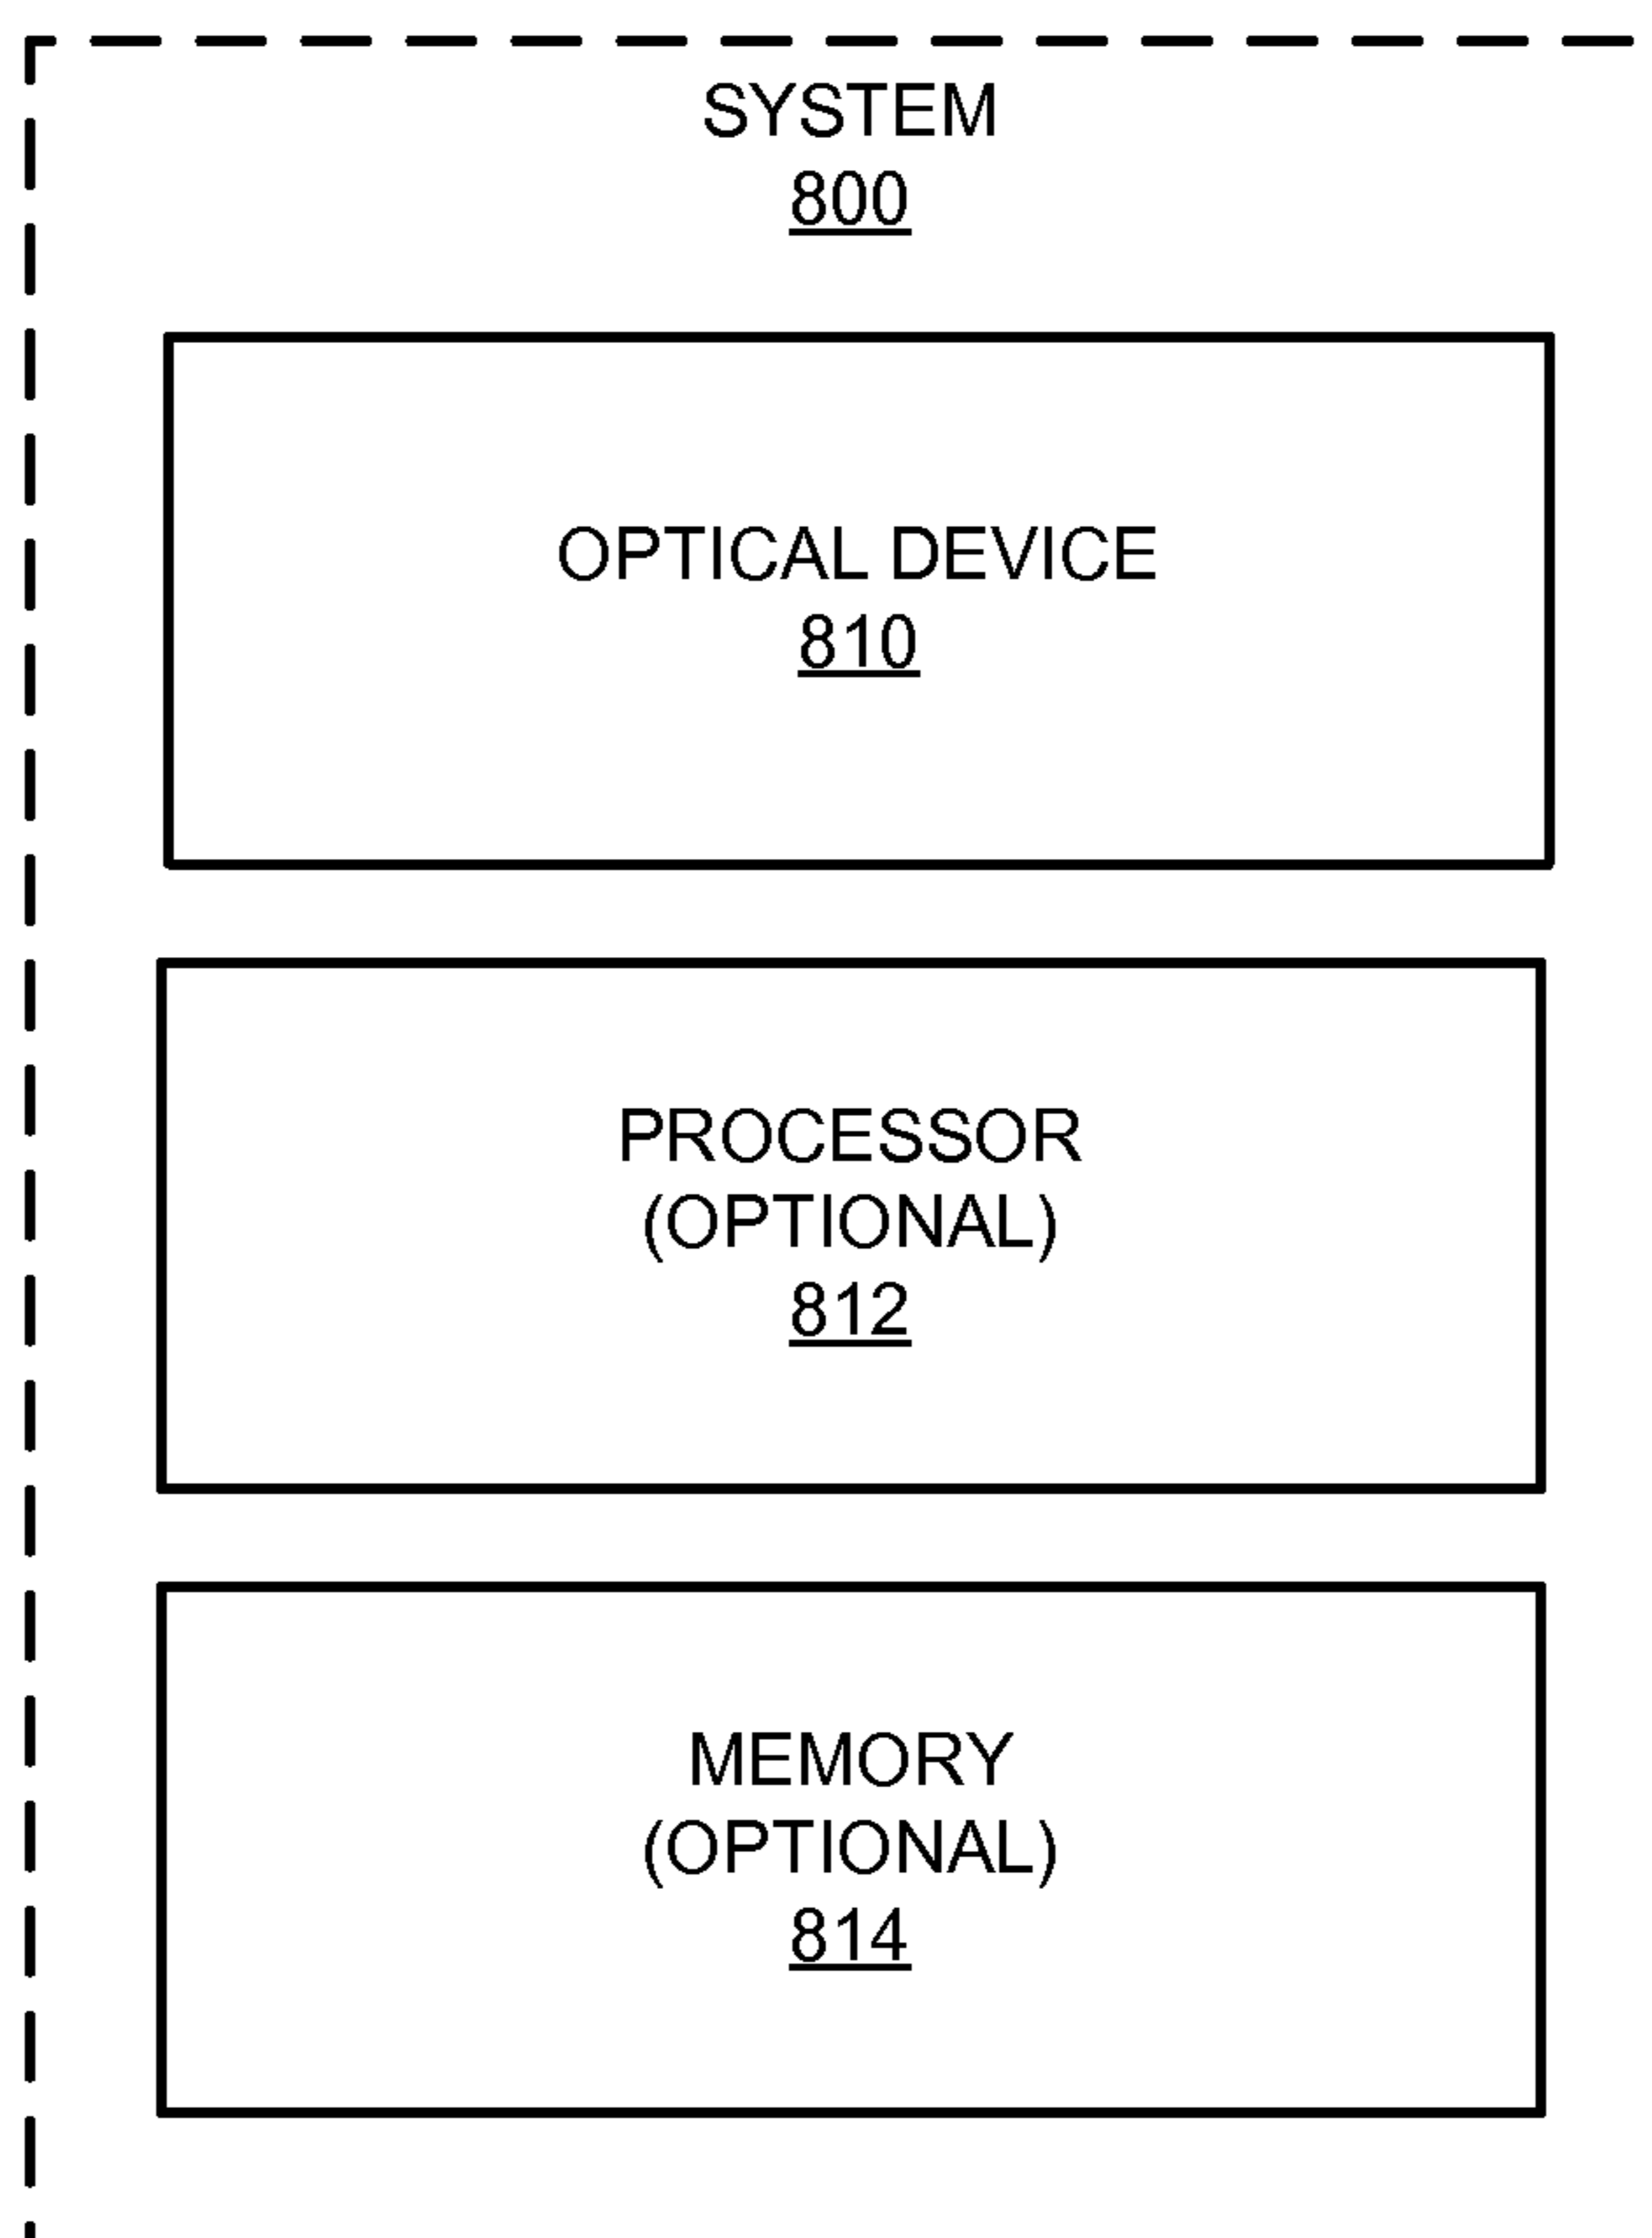 SYSTEM
800
OPTICAL DEVICE
810
PROCESSOR
(OPTIONAL)
812
MEMORY
(OPTIONAL)
814